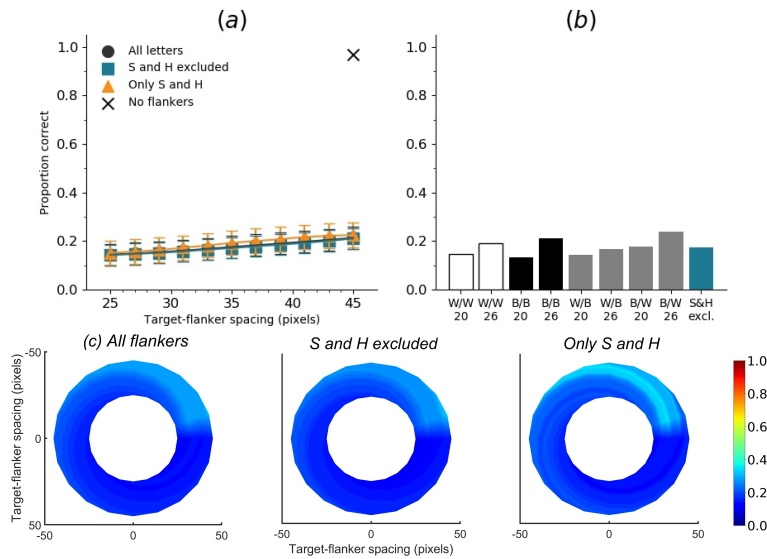 (a)
1.0
0.8
0.6
0.4
0.2
0.0
Proportion correct
All letters
S and H excluded
Only S and H
No flankers
25 30 35 40 45
Target-flanker spacing (pixels)
(b)
1.0
0.8
0.6
0.4
0.2
0.0
W/W W/W B/B B/B W/B W/B B/W B/W S&H
20 26 20 26 20 26 20 26 excl.
(c) All flankers
S and H excluded
Only S and H
-50
0
50
Target-flanker spacing (pixels)
-50 0 50
-50 0 50
-50 0 50
Target-flanker spacing (pixels)
1.0
0.8
0.6
0.4
0.2
0.0